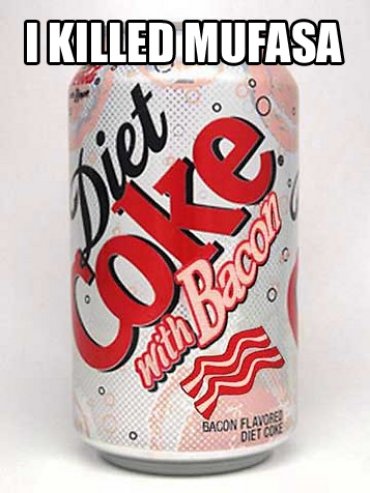 I KILLED MUFASA
Diet
Coke
with Bacon
BACON FLAVORED
DIET COKE